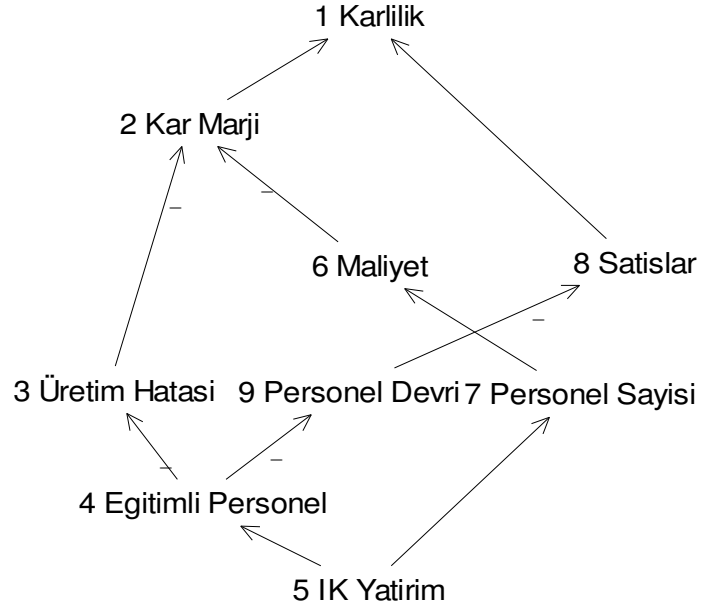 1 Karlilik
2 Kar Marji
–
–
6 Maliyet
8 Satislar
–
3 Üretim Hatasi
9 Personel Devri
7 Personel Sayisi
–
–
4 Egitimli Personel
5 IK Yatirim